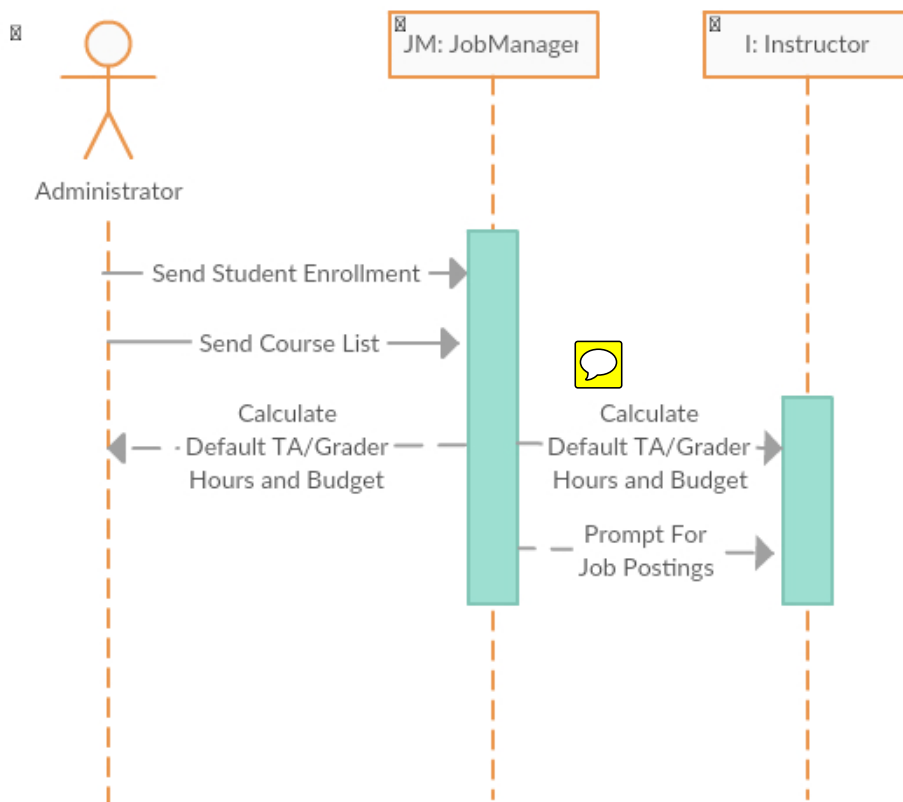 JM: JobManager
I: Instructor
Administrator
Send Student Enrollment
Send Course List
Calculate
Default TA/Grader
Hours and Budget
Calculate
Default TA/Grader
Hours and Budget
Prompt For
Job Postings